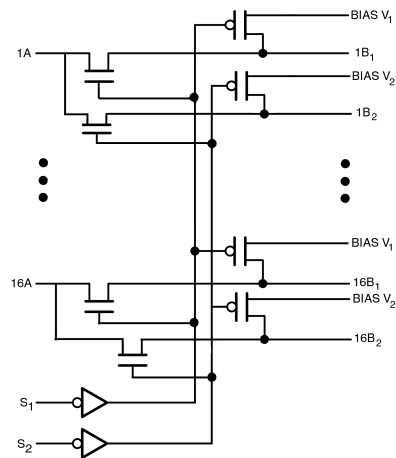 BIAS V1
1A
1B1
BIAS V2
1B2
BIAS V1
16A
16B1
BIAS V2
16B2
S1
S2